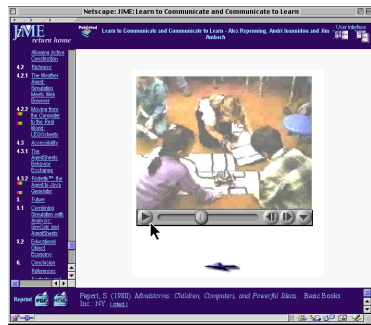 Netscape: JIME: Learn to Communicate and Communicate to Learn
JiME
return home
Published
Learn to Communicate and Communicate to Learn - Alex Repenning, Andri Ioannidou and Jim
Ambach
User Interface
Allowing Active
Construction
4.2 Richness
4.2.1 The Weather
Agent:
Simulation
Meets Web
Browser
4.2.2 Moving from
the Computer
to the Real
World:
LEGOsheets
4.3 Accessibility
4.3.1 The
AgentSheets
Behavior
Exchange
4.3.2 Ristretto™ the
Agent-to-Java
Generator
5. Future
5.1 Combining
Simulation with
Analysis:
SimCalc and
AgentSheets
5.2 Educational
Object
Economy
6. Conclusion
References
Reprint PDF HTML
Papert, S. (1980) Mindstorms: Children, Computers, and Powerful Ideas. Basic Books
Inc. NY. [cited]